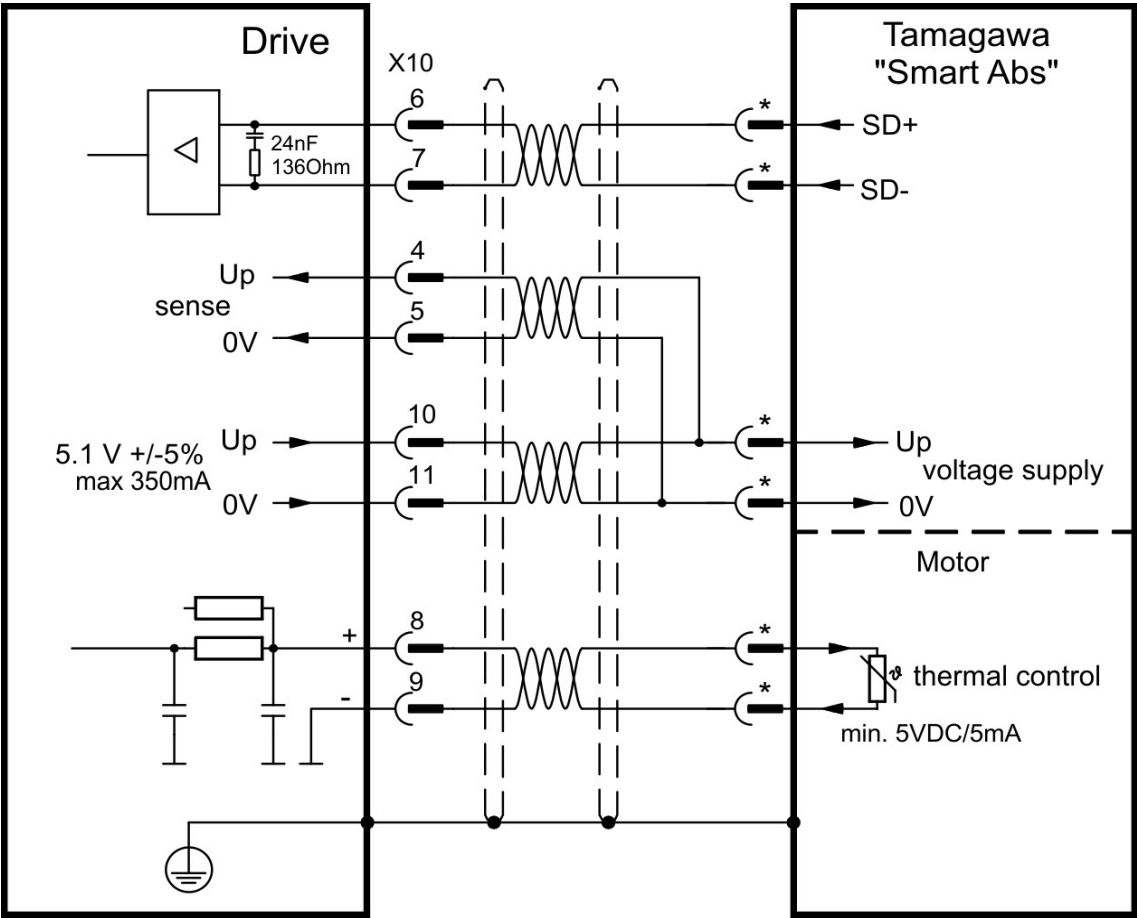 Drive
X10
Tamagawa
"Smart Abs"
6
*
SD+
24nF
136Ohm
7
*
SD-
4
Up
sense
5
0V
10
*
5.1 V +/-5%
max 350mA
Up
Up
voltage supply
11
*
0V
0V
Motor
8
*
+
9
*
-
ϑ thermal control
min. 5VDC/5mA